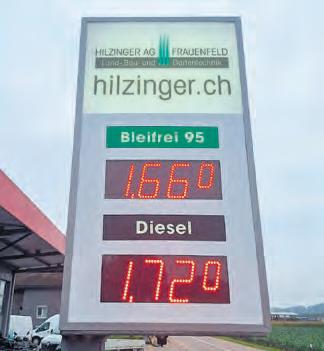 HILZINGER AG FRAUENFELD
Land-, Bau- und Gartentechnik
hilzinger.ch
Bleifrei 95
1.660
Diesel
1.720